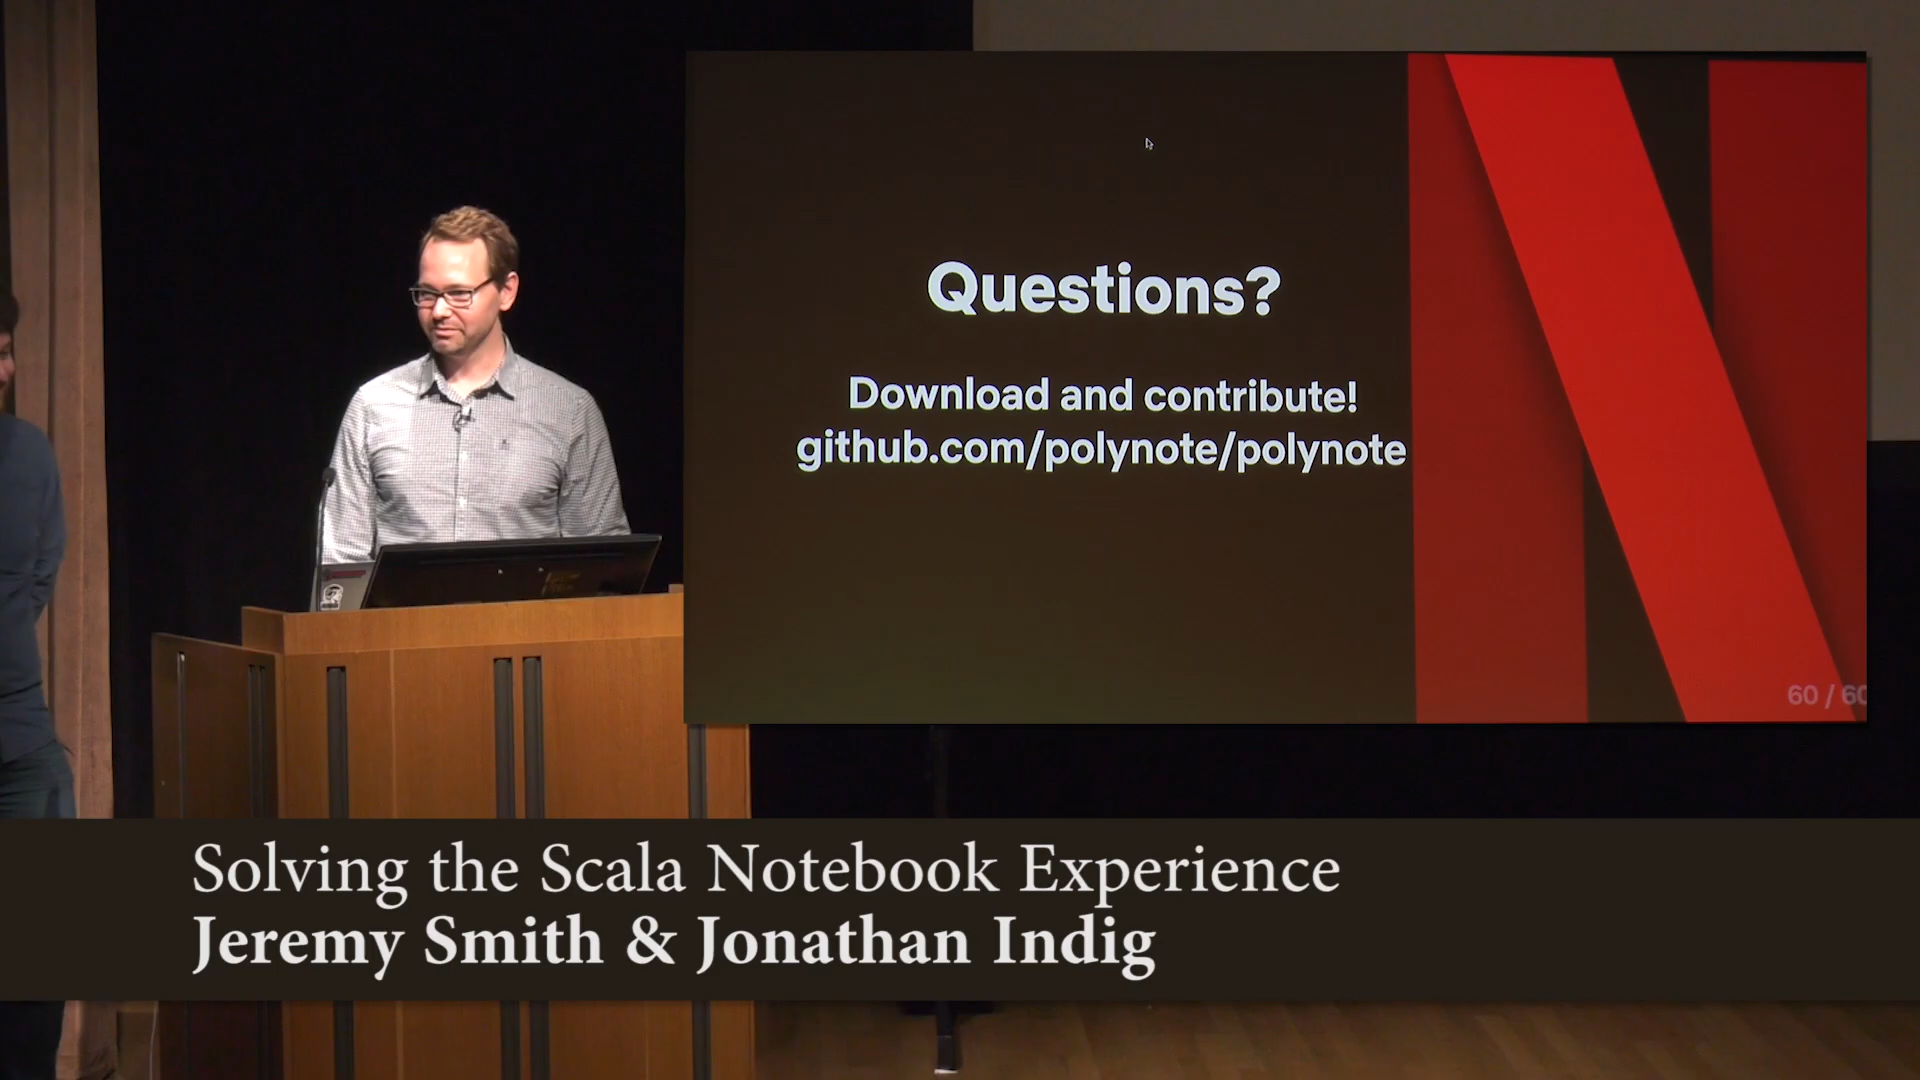 Questions?
Download and contribute!
github.com/polynote/polynote
60 / 60
Solving the Scala Notebook Experience
Jeremy Smith & Jonathan Indig